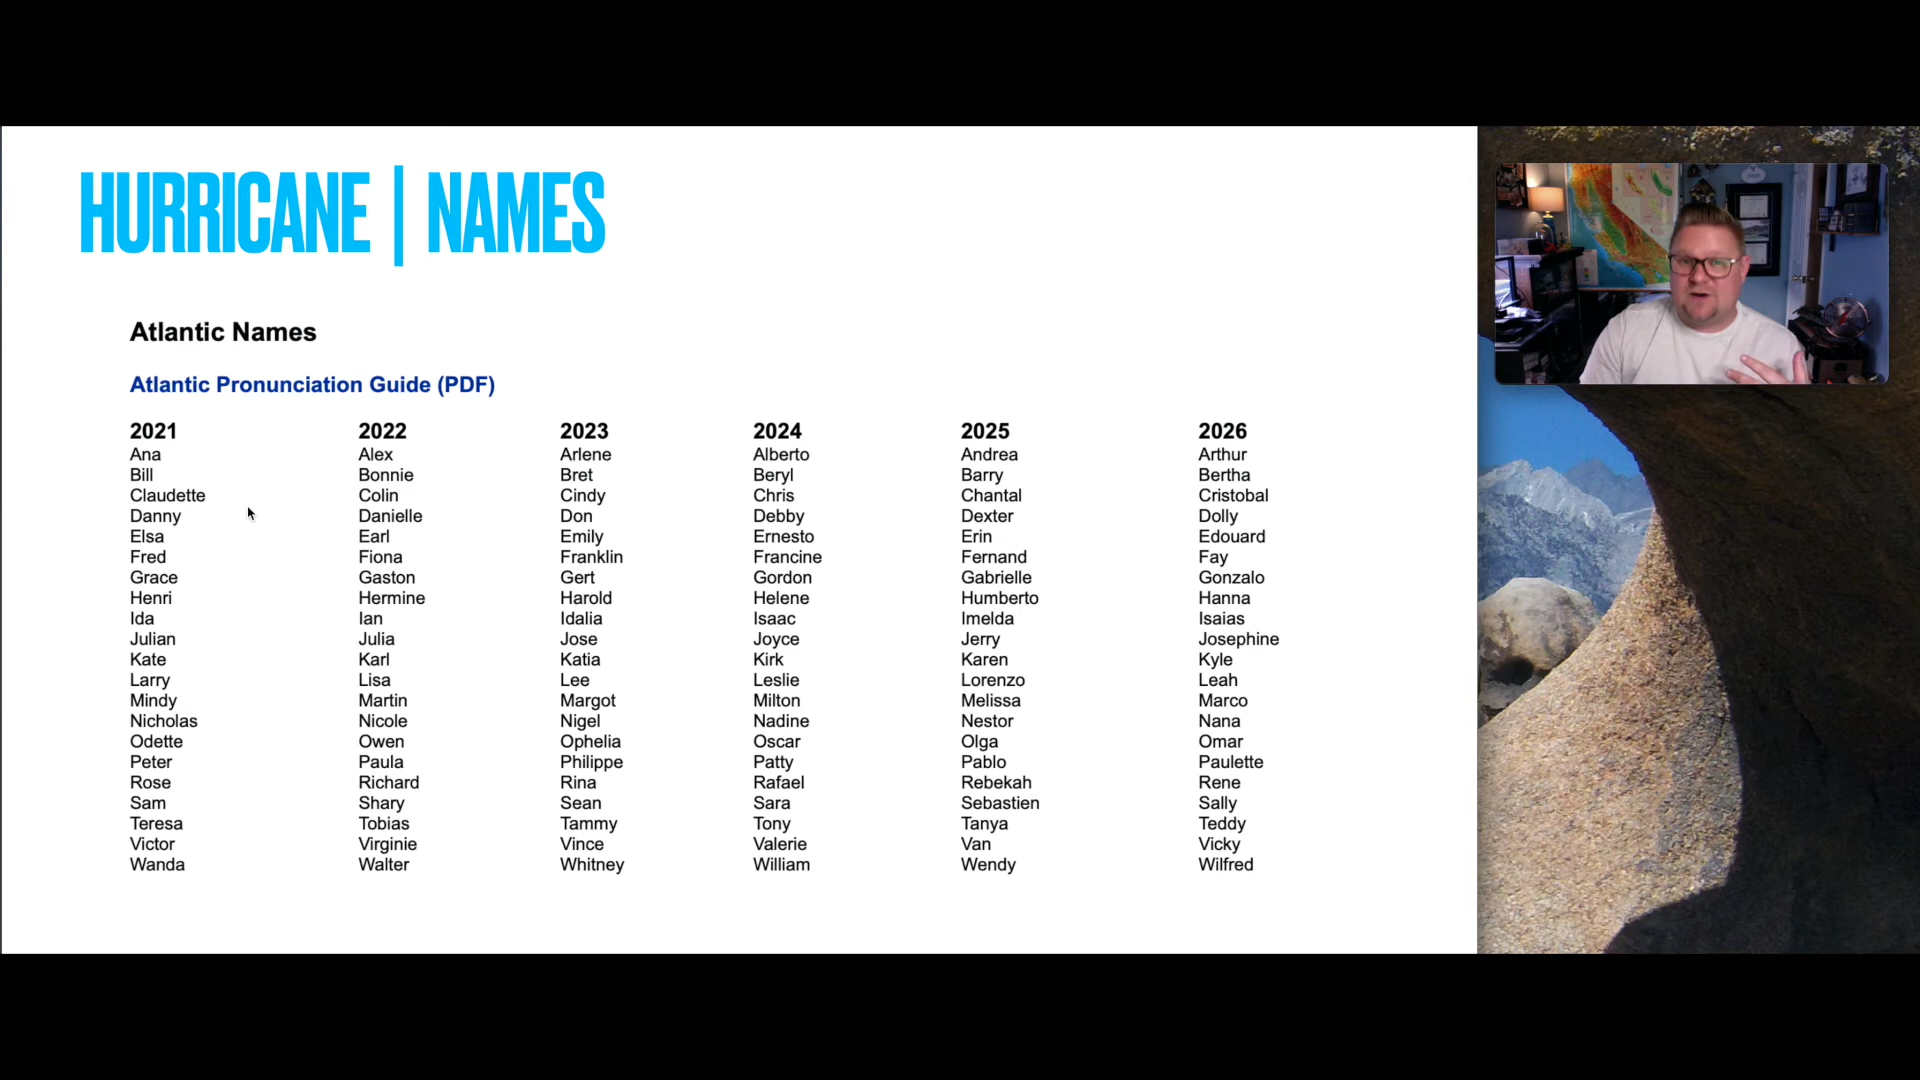 HURRICANE | NAMES
Atlantic Names
Atlantic Pronunciation Guide (PDF)
2021 2022 2023 2024 2025 2026
Ana Alex Arlene Alberto Andrea Arthur
Bill Bonnie Bret Beryl Barry Bertha
Claudette Colin Cindy Chris Chantal Cristobal
Danny Danielle Don Debby Dexter Dolly
Elsa Earl Emily Ernesto Erin Edouard
Fred Fiona Franklin Francine Fernand Fay
Grace Gaston Gert Gordon Gabrielle Gonzalo
Henri Hermine Harold Helene Humberto Hanna
Ida Ian Idalia Isaac Imelda Isaias
Julian Julia Jose Joyce Jerry Josephine
Kate Karl Katia Kirk Karen Kyle
Larry Lisa Lee Leslie Lorenzo Leah
Mindy Martin Margot Milton Melissa Marco
Nicholas Nicole Nigel Nadine Nestor Nana
Odette Owen Ophelia Oscar Olga Omar
Peter Paula Philippe Patty Pablo Paulette
Rose Richard Rina Rafael Rebekah Rene
Sam Shary Sean Sara Sebastien Sally
Teresa Tobias Tammy Tony Tanya Teddy
Victor Virginie Vince Valerie Van Vicky
Wanda Walter Whitney William Wendy Wilfred